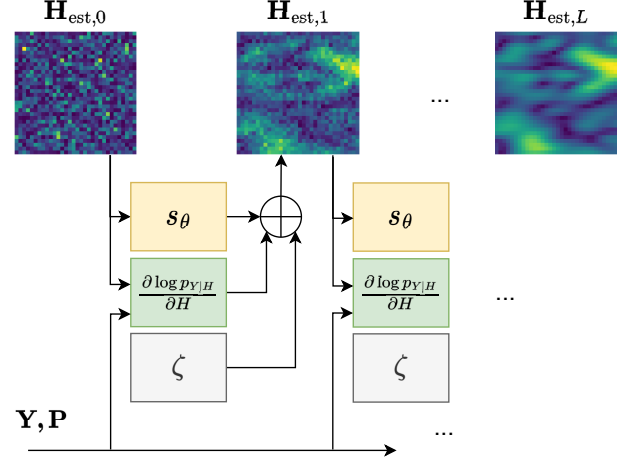 H_est,0 H_est,1 H_est,L
...
s_θ s_θ
∂ log p_Y|H / ∂H ∂ log p_Y|H / ∂H
...
ζ ζ
Y, P
...